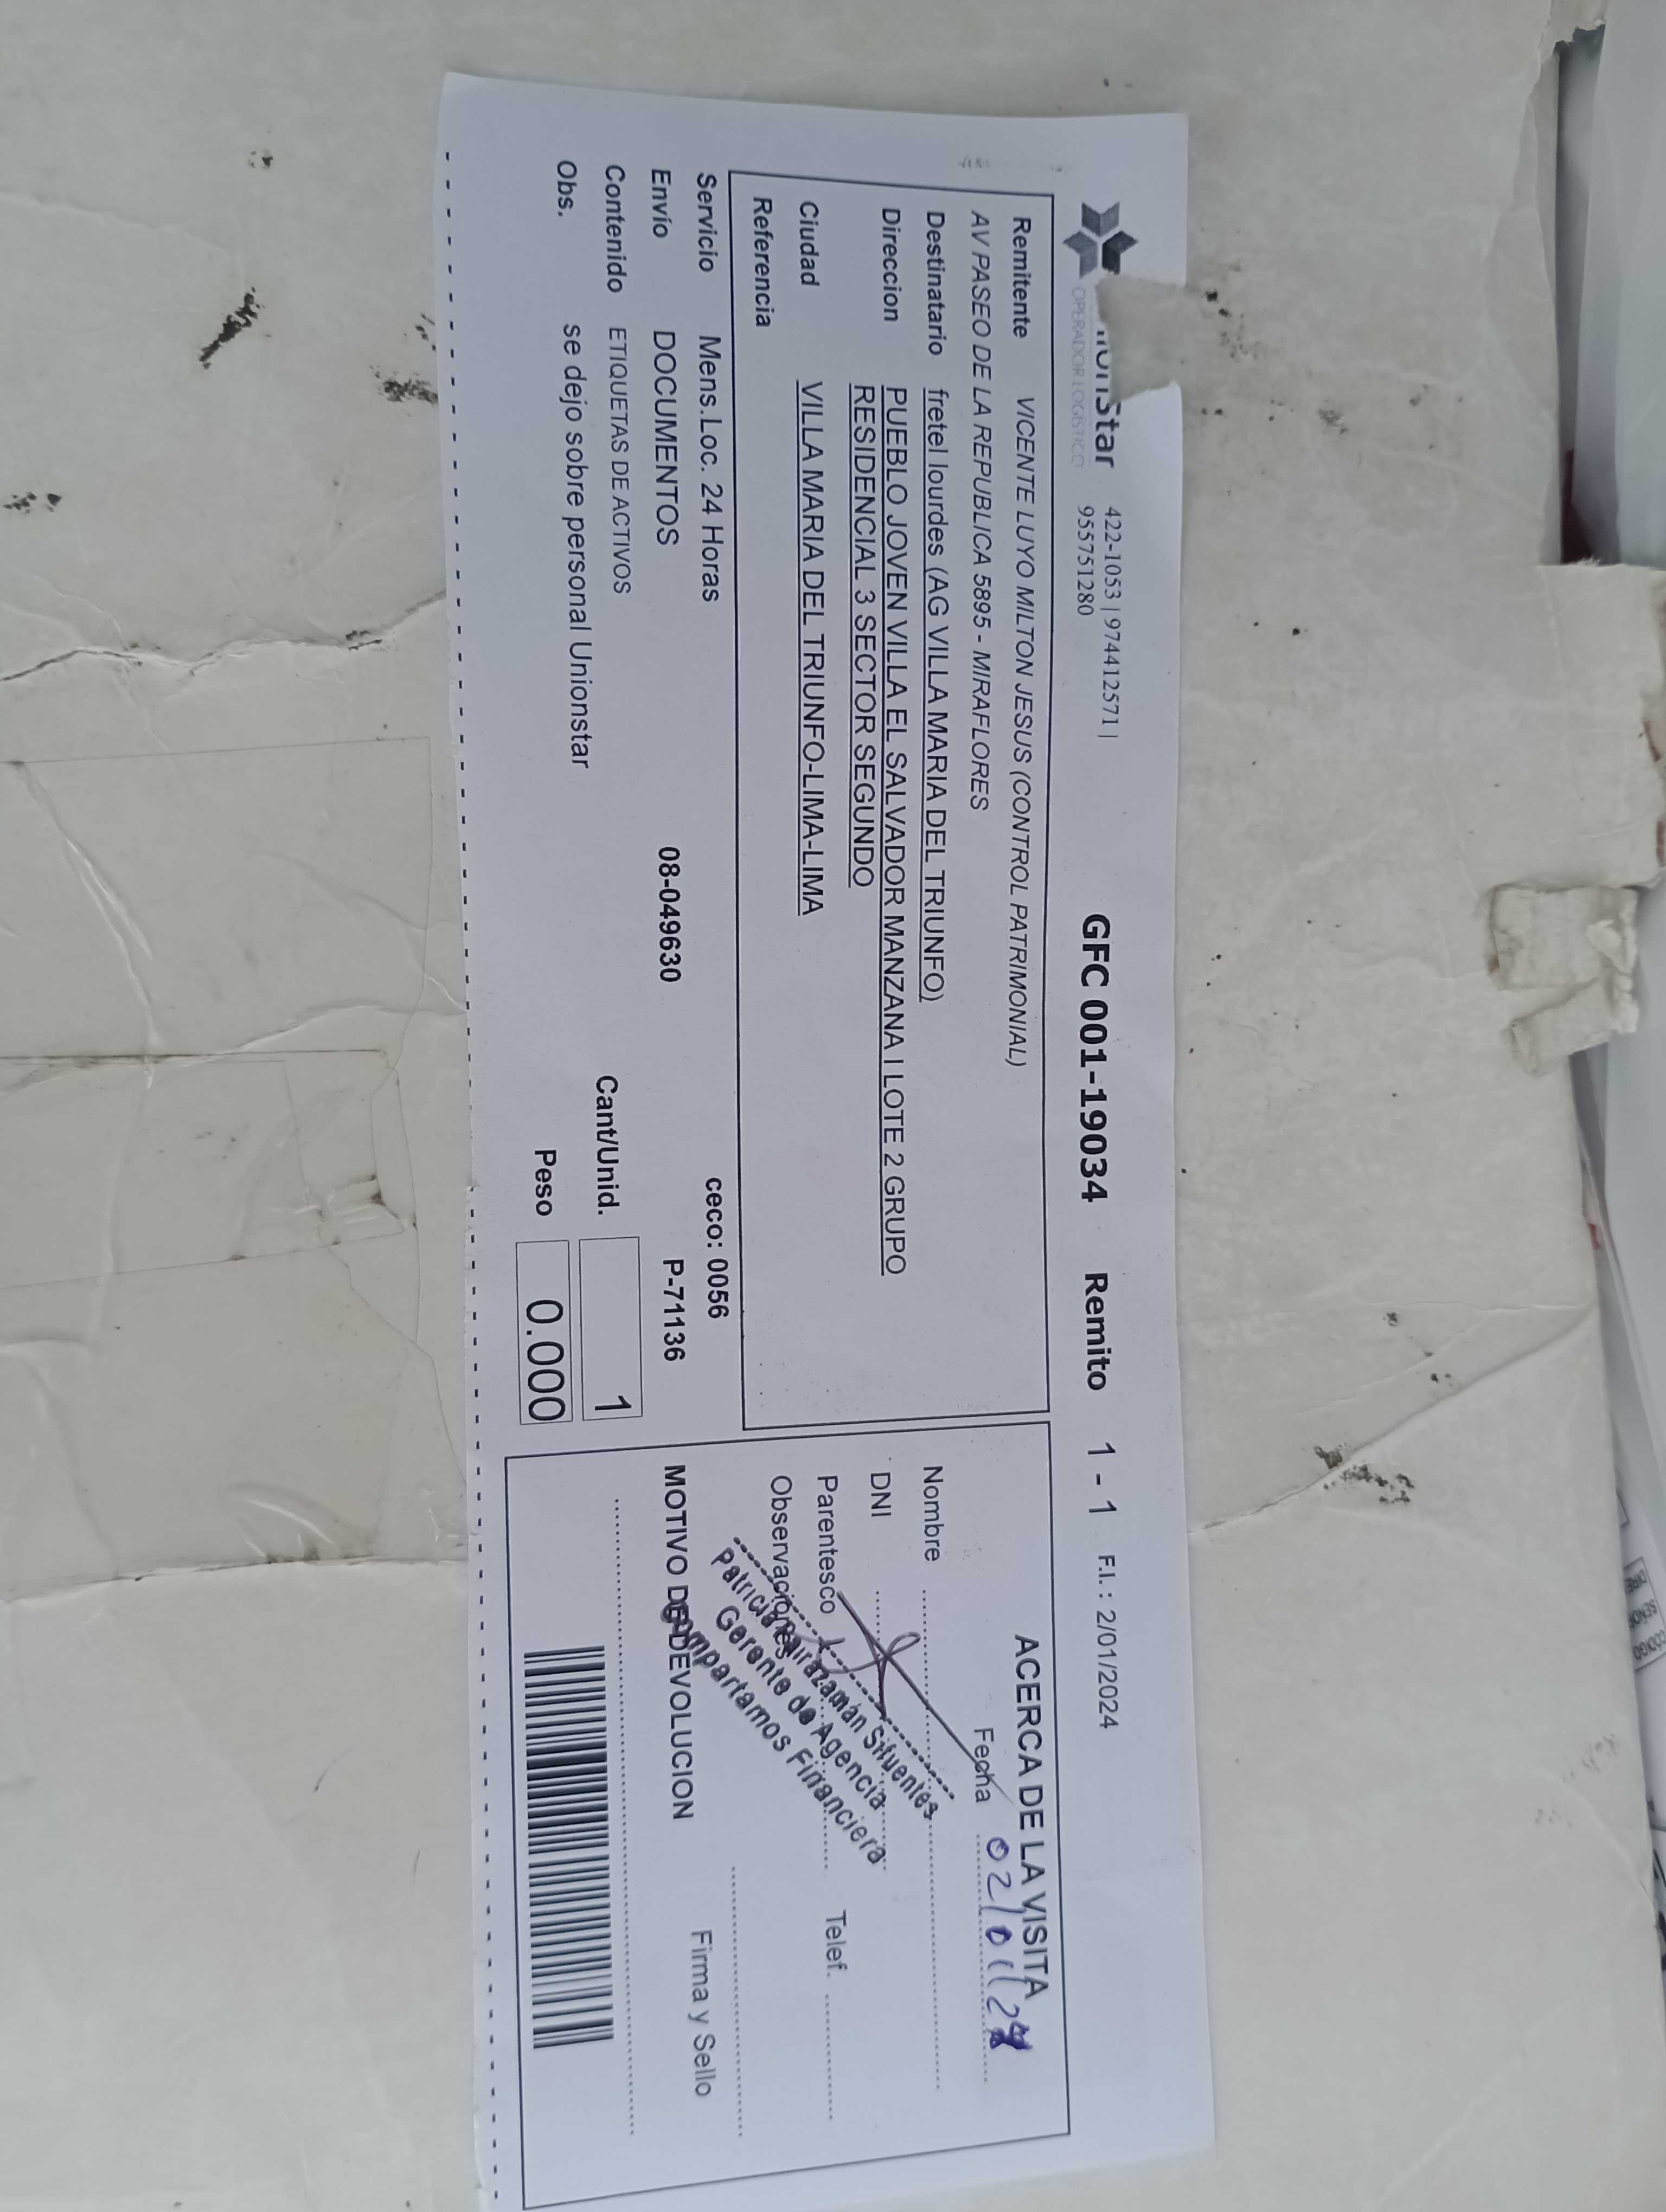 Star 422-1053 | 974412571 | GFC 001-19034 Remito 1 - 1 F.I. : 2/01/2024
OPERADOR LOGISTICO 955751280
Remitente VICENTE LUYO MILTON JESUS (CONTROL PATRIMONIAL)
AV PASEO DE LA REPUBLICA 5895 - MIRAFLORES
Destinatario fretel lourdes (AG VILLA MARIA DEL TRIUNFO)
Direccion PUEBLO JOVEN VILLA EL SALVADOR MANZANA I LOTE 2 GRUPO
RESIDENCIAL 3 SECTOR SEGUNDO
Ciudad VILLA MARIA DEL TRIUNFO-LIMA-LIMA
Referencia
Servicio Mens.Loc. 24 Horas ceco: 0056
Envío DOCUMENTOS 08-049630 P-71136
Contenido ETIQUETAS DE ACTIVOS Cant/Unid. 1
Obs. se dejo sobre personal Unionstar Peso 0.000
ACERCA DE LA VISITA
Fecha 02/01/24
Nombre
DNI
Parentesco Telef.
Observaciones
Patricia Sifuentes
Gerente de Agencia
Compartamos Financiera
MOTIVO DE DEVOLUCION Firma y Sello